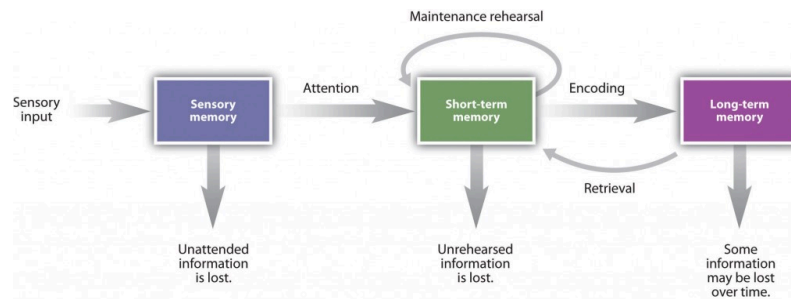 Maintenance rehearsal
Sensory
input
Sensory
memory
Attention
Short-term
memory
Encoding
Long-term
memory
Retrieval
Unattended
information
is lost.
Unrehearsed
information
is lost.
Some
information
may be lost
over time.